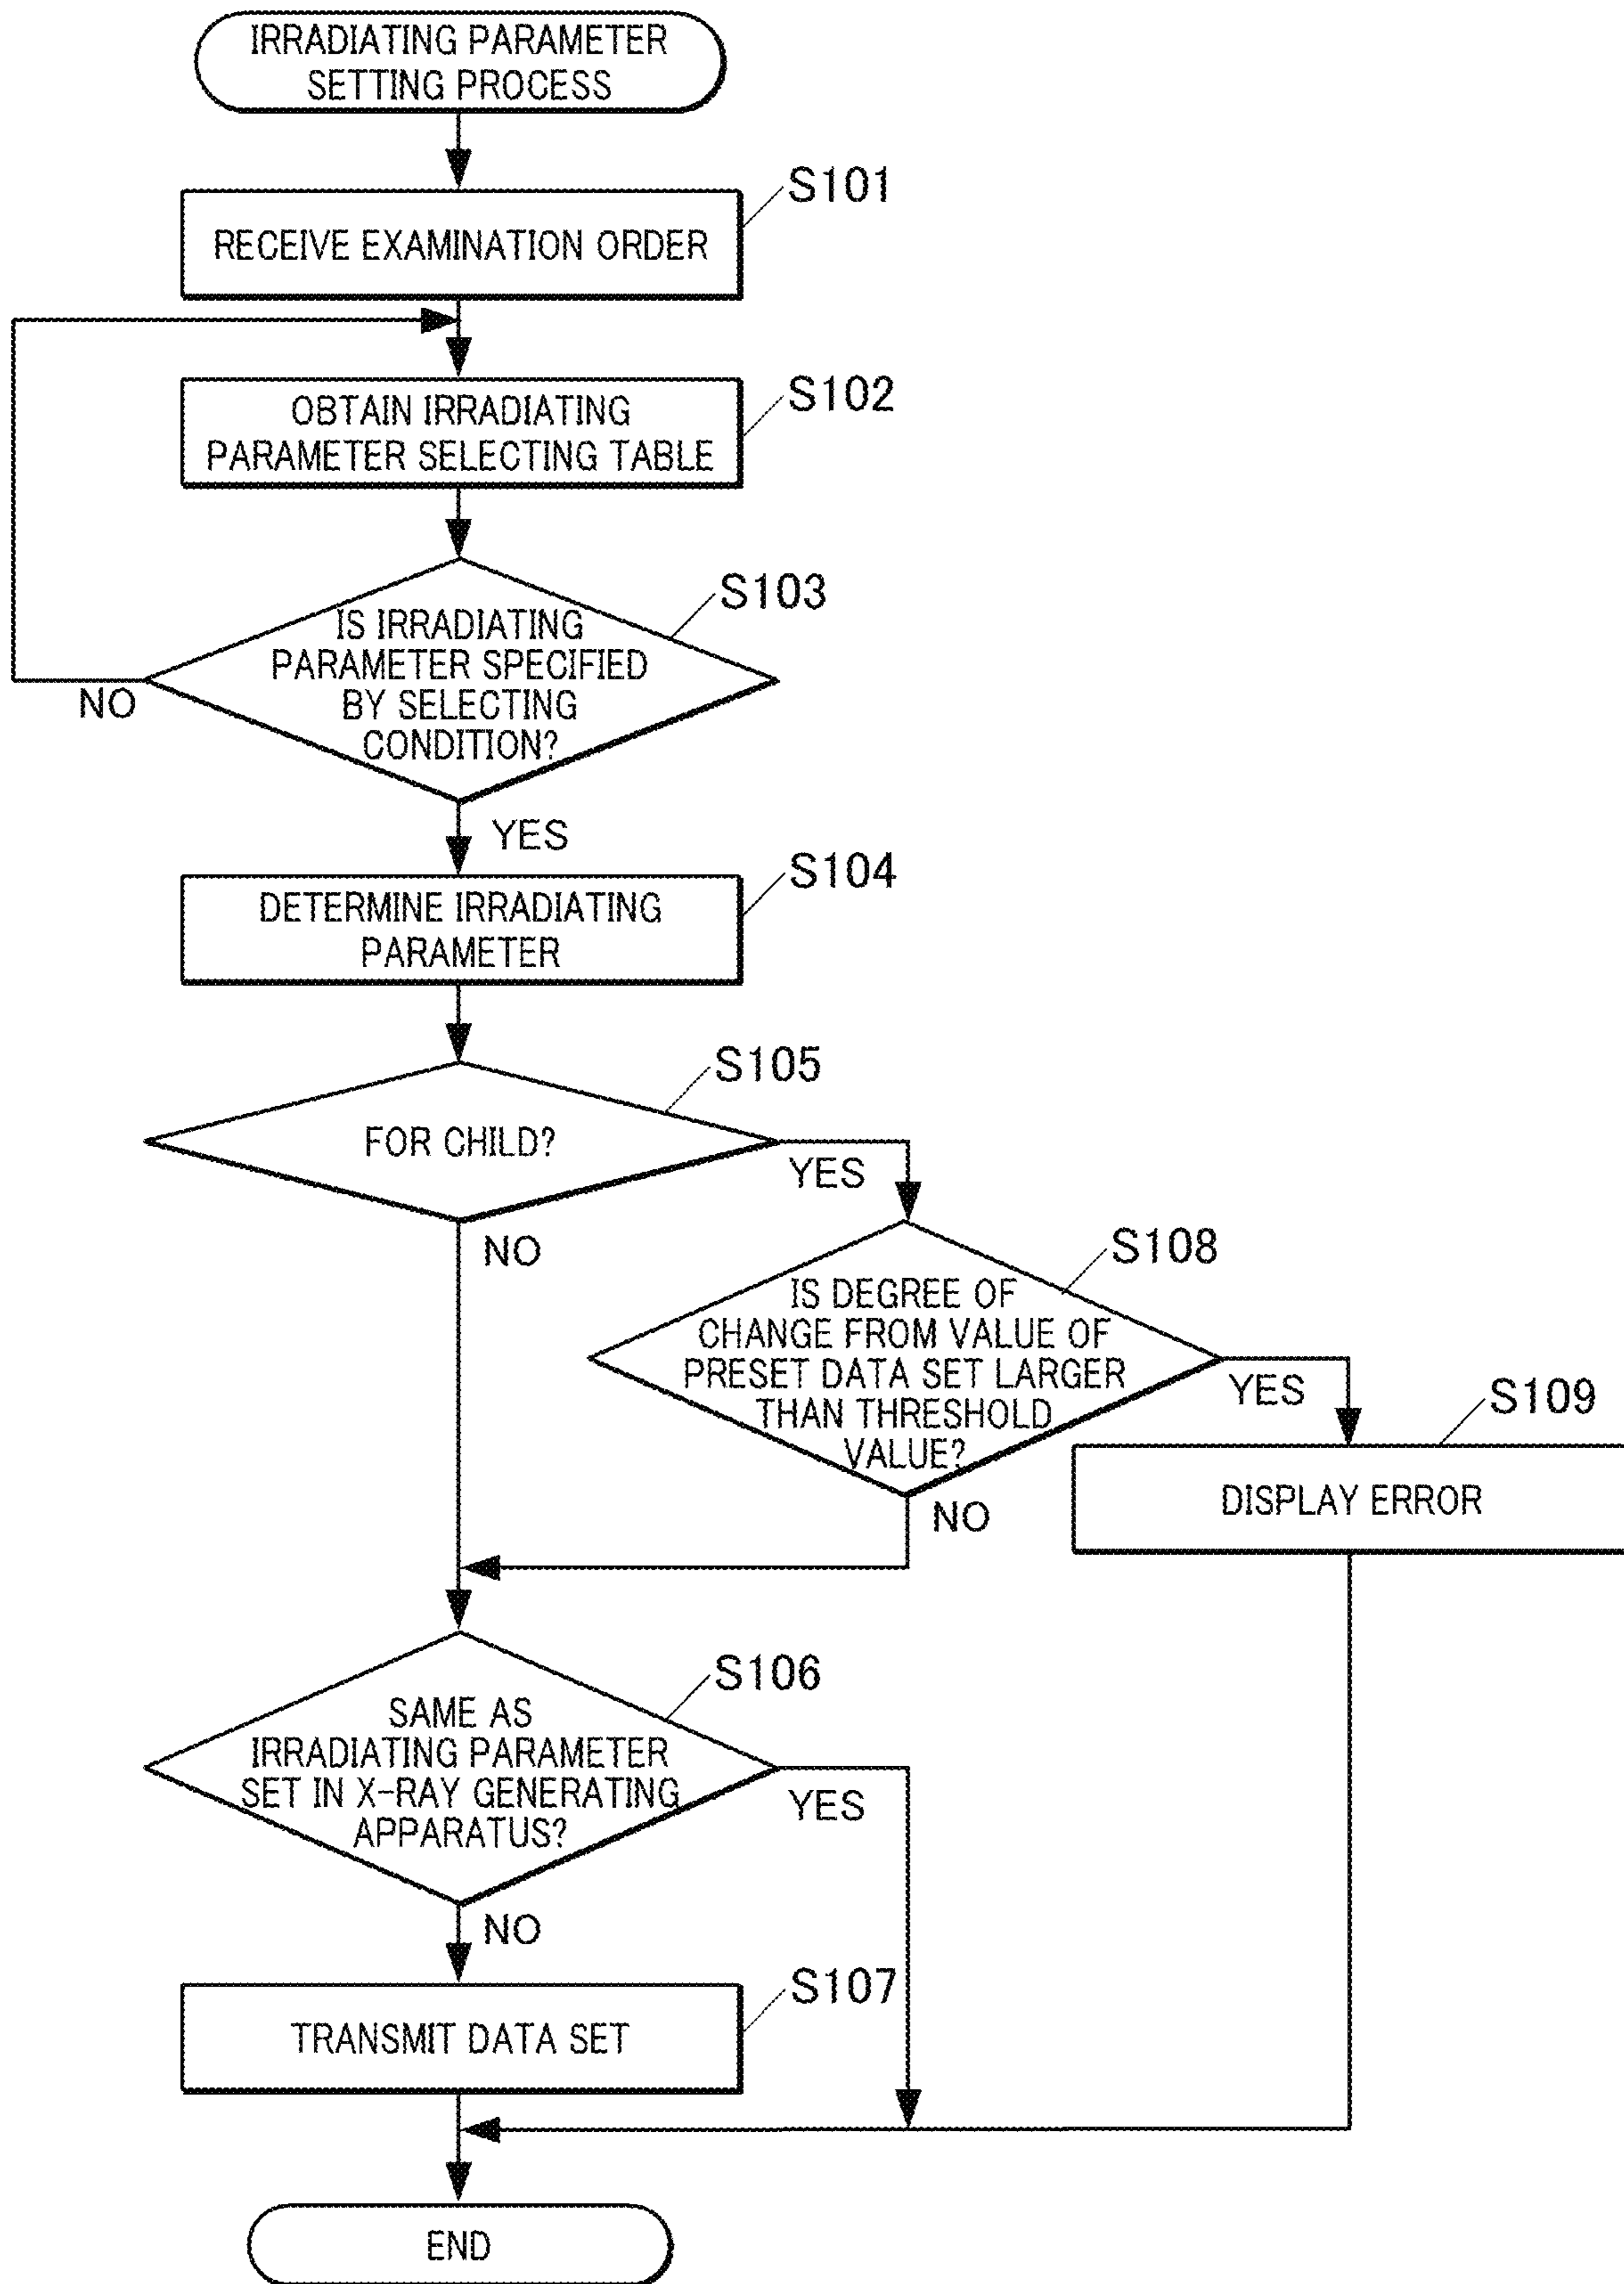 IRRADIATING PARAMETER
SETTING PROCESS
S101
RECEIVE EXAMINATION ORDER
S102
OBTAIN IRRADIATING
PARAMETER SELECTING TABLE
S103
IS IRRADIATING
PARAMETER SPECIFIED
BY SELECTING
CONDITION?
NO
YES
S104
DETERMINE IRRADIATING
PARAMETER
S105
FOR CHILD?
YES
NO
S108
IS DEGREE OF
CHANGE FROM VALUE OF
PRESET DATA SET LARGER
THAN THRESHOLD
VALUE?
YES
NO
S109
DISPLAY ERROR
S106
SAME AS
IRRADIATING PARAMETER
SET IN X-RAY GENERATING
APPARATUS?
YES
NO
S107
TRANSMIT DATA SET
END